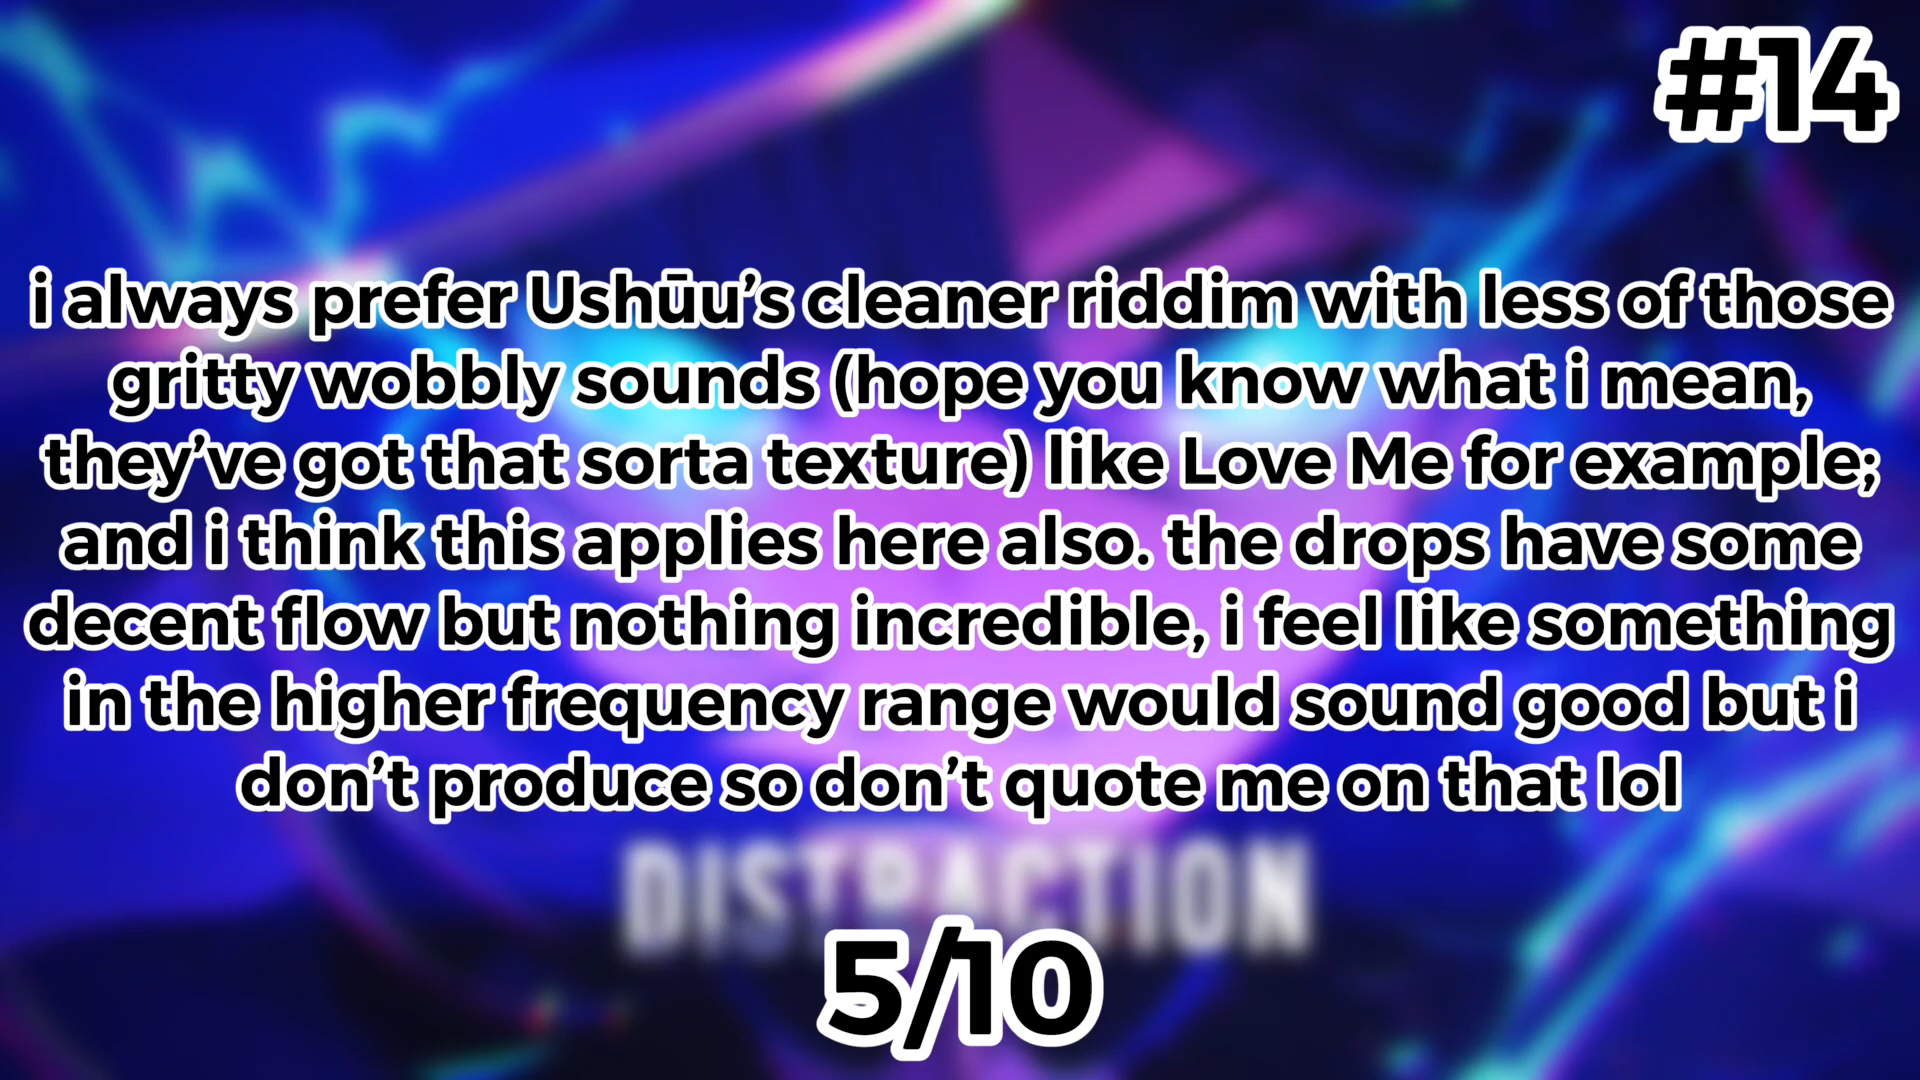 #14
i always prefer Ushūu’s cleaner riddim with less of those
gritty wobbly sounds (hope you know what i mean,
they’ve got that sorta texture) like Love Me for example;
and i think this applies here also. the drops have some
decent flow but nothing incredible, i feel like something
in the higher frequency range would sound good but i
don’t produce so don’t quote me on that lol
DISTRACTION
5/10